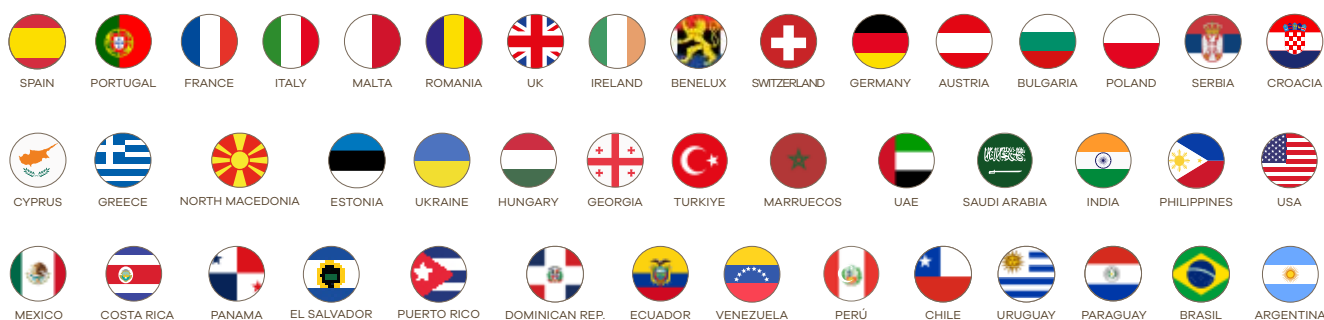 SPAIN PORTUGAL FRANCE ITALY MALTA ROMANIA UK IRELAND BENELUX SWITZERLAND GERMANY AUSTRIA BULGARIA POLAND SERBIA CROACIA
CYPRUS GREECE NORTH MACEDONIA ESTONIA UKRAINE HUNGARY GEORGIA TURKIYE MARRUECOS UAE SAUDI ARABIA INDIA PHILIPPINES USA
MEXICO COSTA RICA PANAMA EL SALVADOR PUERTO RICO DOMINICAN REP. ECUADOR VENEZUELA PERÚ CHILE URUGUAY PARAGUAY BRASIL ARGENTINA